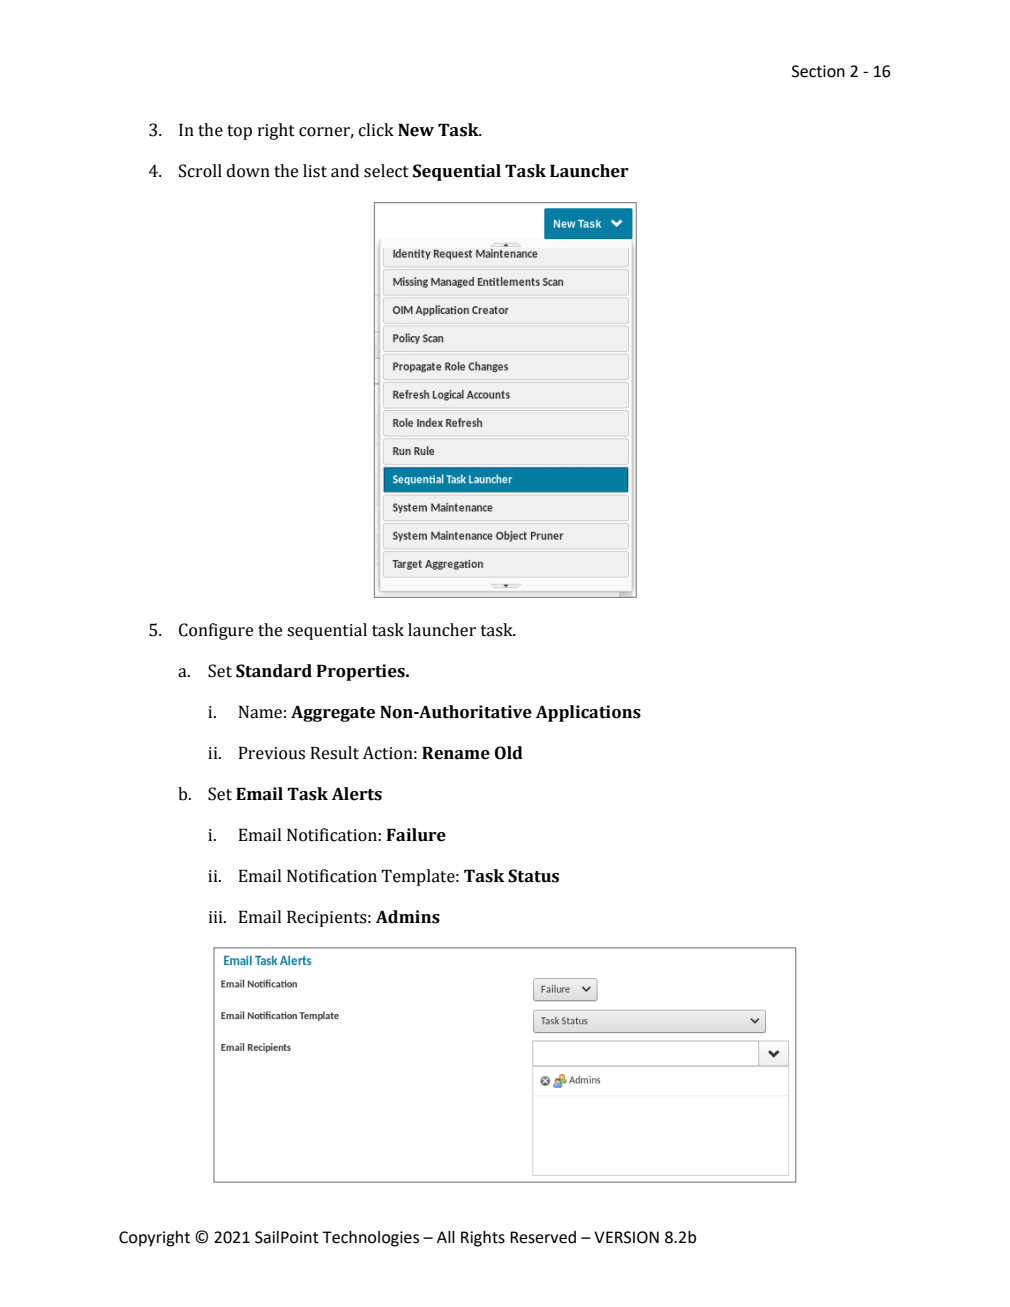 Section 2 - 16
3. In the top right corner, click New Task.
4. Scroll down the list and select Sequential Task Launcher
New Task
Identity Request Maintenance
Missing Managed Entitlements Scan
OIM Application Creator
Policy Scan
Propagate Role Changes
Refresh Logical Accounts
Role Index Refresh
Run Rule
Sequential Task Launcher
System Maintenance
System Maintenance Object Pruner
Target Aggregation
5. Configure the sequential task launcher task.
a. Set Standard Properties.
i. Name: Aggregate Non-Authoritative Applications
ii. Previous Result Action: Rename Old
b. Set Email Task Alerts
i. Email Notification: Failure
ii. Email Notification Template: Task Status
iii. Email Recipients: Admins
Email Task Alerts
Email Notification Failure
Email Notification Template Task Status
Email Recipients
Admins
Copyright © 2021 SailPoint Technologies – All Rights Reserved – VERSION 8.2b